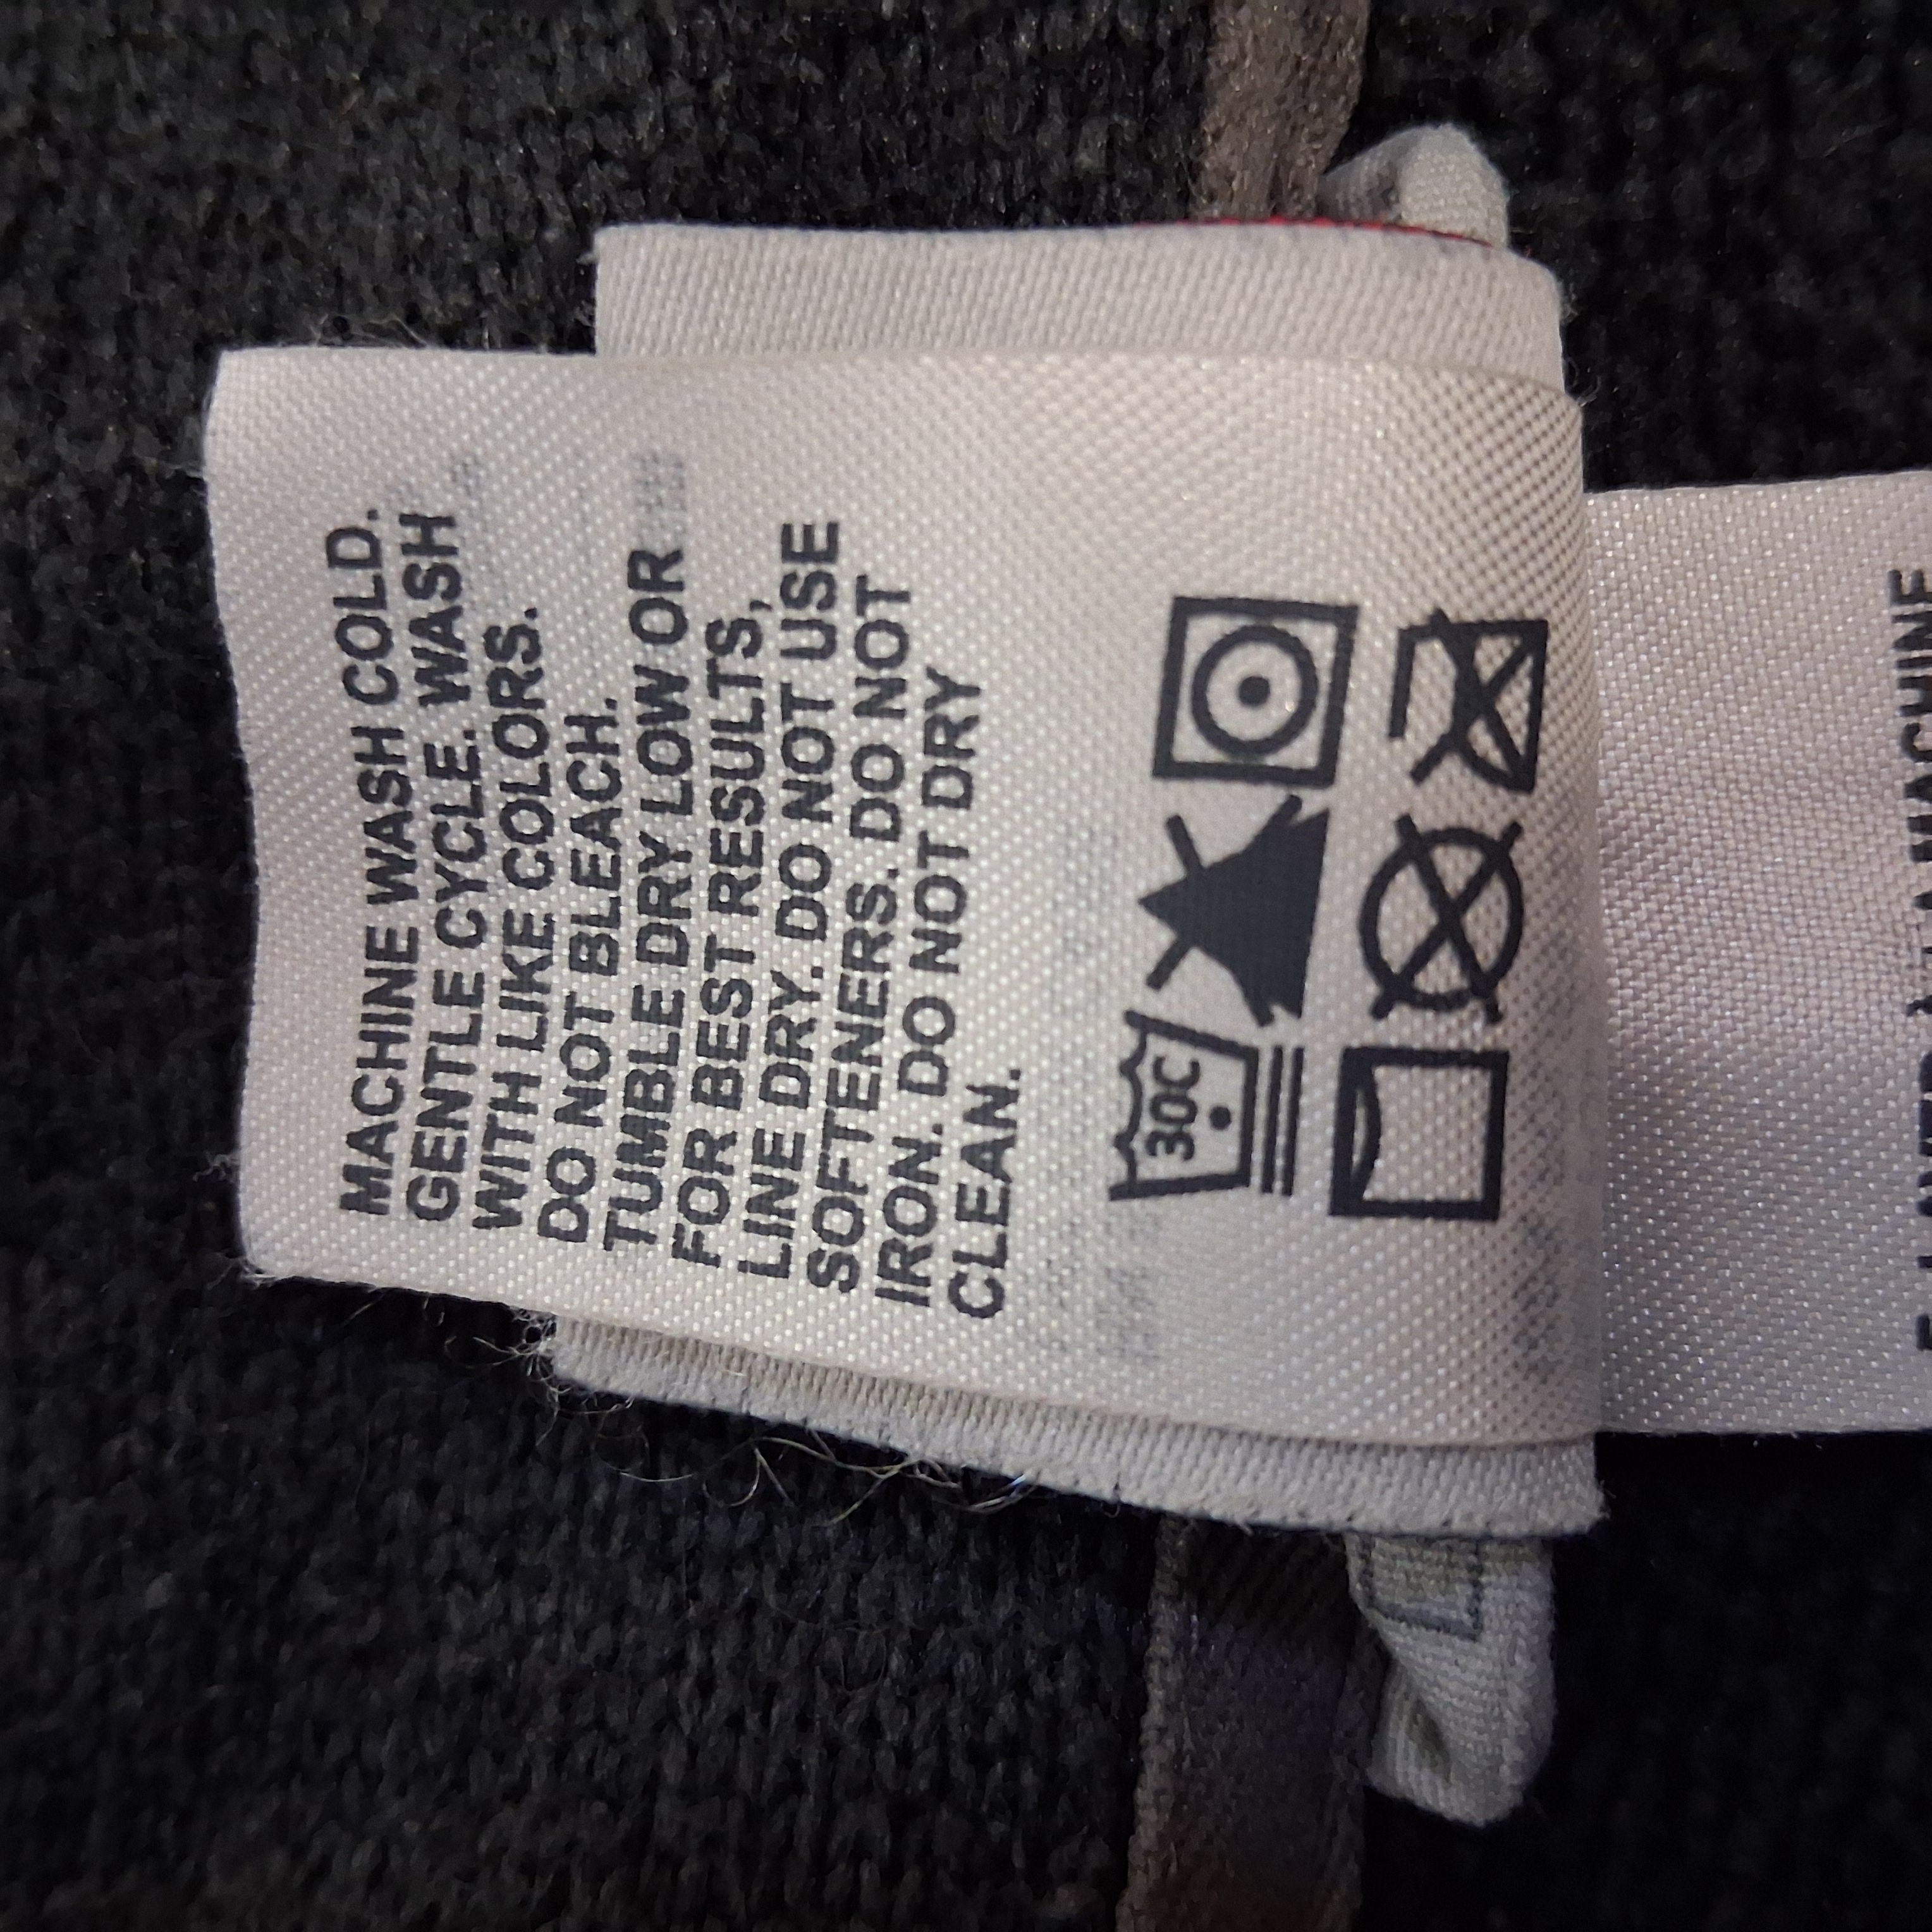 MACHINE WASH COLD.
GENTLE CYCLE. WASH
WITH LIKE COLORS.
DO NOT BLEACH.
TUMBLE DRY LOW OR
FOR BEST RESULTS,
LINE DRY. DO NOT USE
SOFTENERS. DO NOT
IRON. DO NOT DRY
CLEAN.
30C
MACHINE